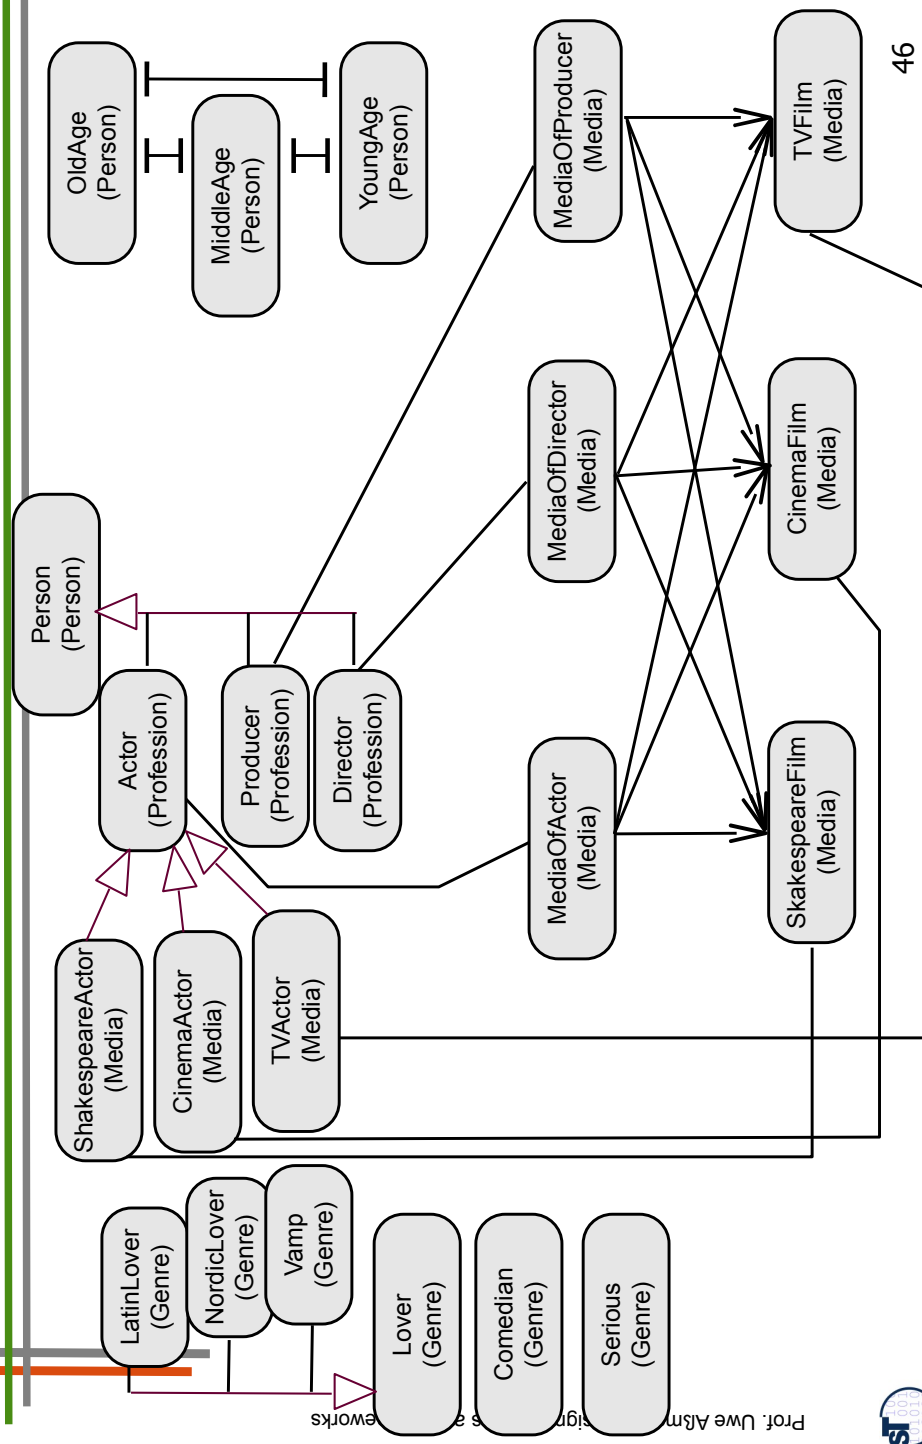 Person
(Person)
OldAge
(Person)
MiddleAge
(Person)
YoungAge
(Person)
Actor
(Profession)
Producer
(Profession)
Director
(Profession)
ShakespeareActor
(Media)
CinemaActor
(Media)
TVActor
(Media)
LatinLover
(Genre)
NordicLover
(Genre)
Vamp
(Genre)
Lover
(Genre)
Comedian
(Genre)
Serious
(Genre)
MediaOfActor
(Media)
MediaOfDirector
(Media)
MediaOfProducer
(Media)
SkakespeareFilm
(Media)
CinemaFilm
(Media)
TVFilm
(Media)
Prof. Uwe Aßm
46